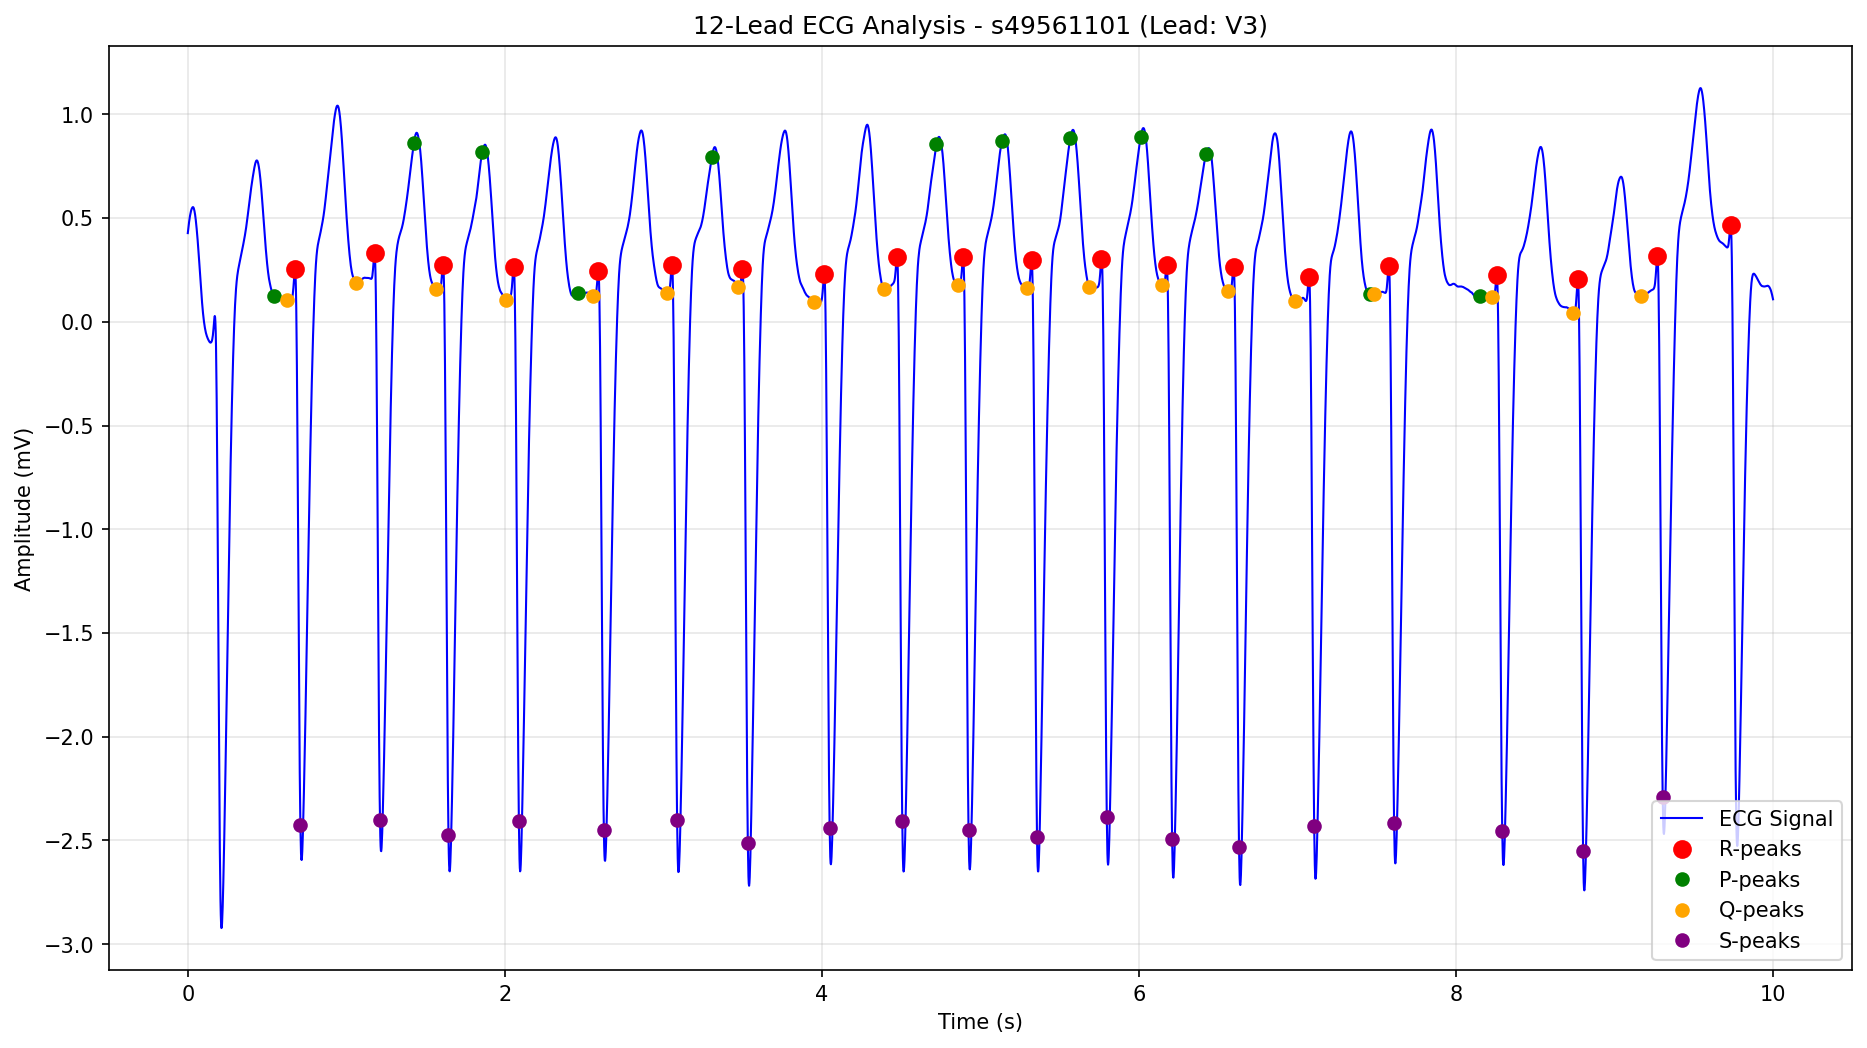 12-Lead ECG Analysis - s49561101 (Lead: V3)
Amplitude (mV)
1.0
0.5
0.0
−0.5
−1.0
−1.5
−2.0
−2.5
−3.0
0 2 4 6 8 10
Time (s)
ECG Signal
R-peaks
P-peaks
Q-peaks
S-peaks